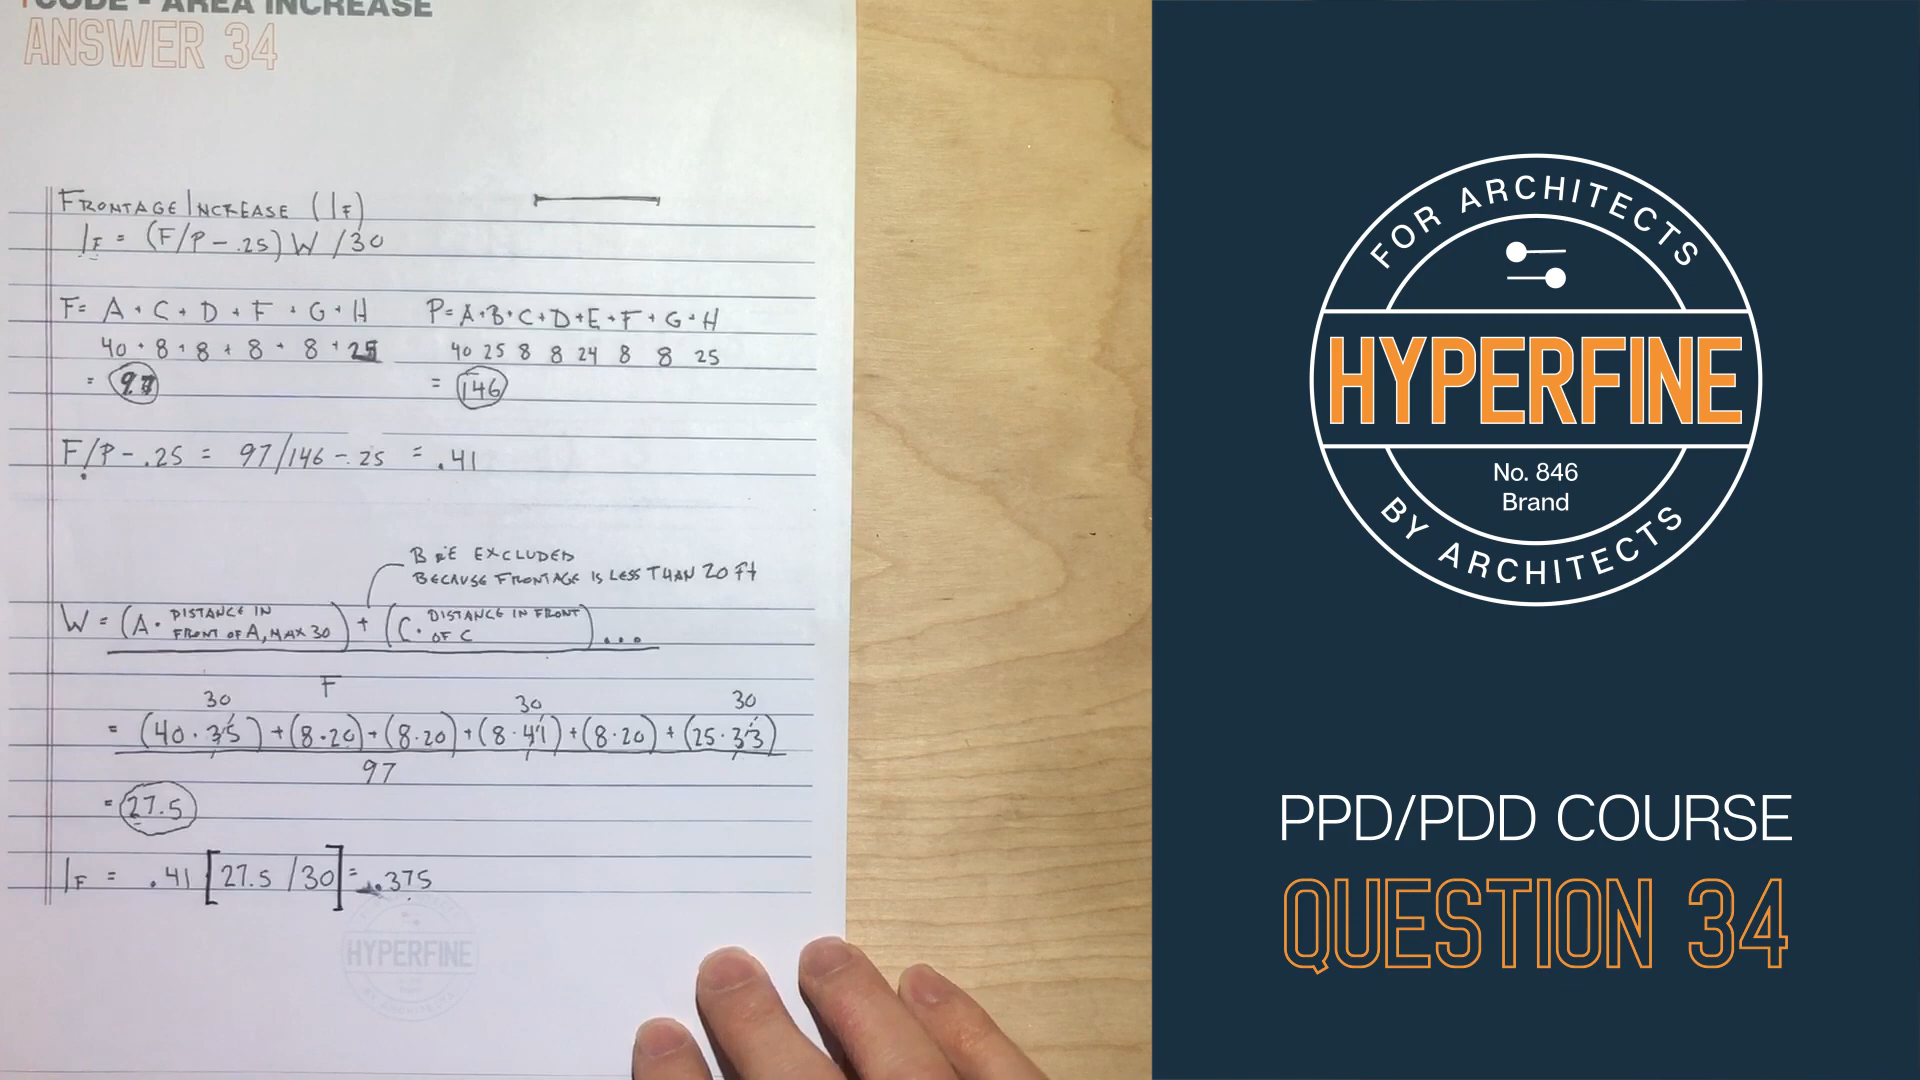 CODE - AREA INCREASE
ANSWER 34
FRONTAGE INCREASE (IF)
IF = (F/P - .25) W / 30
F = A + C + D + F + G + H
40 + 8 + 8 + 8 + 8 + 25
= 97
P = A + B + C + D + E + F + G + H
40 25 8 8 24 8 8 25
= 146
F/P - .25 = 97/146 - .25 = .41
B & E EXCLUDED
BECAUSE FRONTAGE IS LESS THAN 20 ft
W = (A · DISTANCE IN FRONT OF A, MAX 30) + (C · DISTANCE IN FRONT OF C) ...
F
30 30 30
= (40 · 35) + (8 · 20) + (8 · 20) + (8 · 41) + (8 · 20) + (25 · 33)
97
= 27.5
IF = .41 [27.5 / 30] = .375
HYPERFINE
BY ARCHITECTS
FOR ARCHITECTS
HYPERFINE
No. 846
Brand
BY ARCHITECTS
PPD/PDD COURSE
QUESTION 34